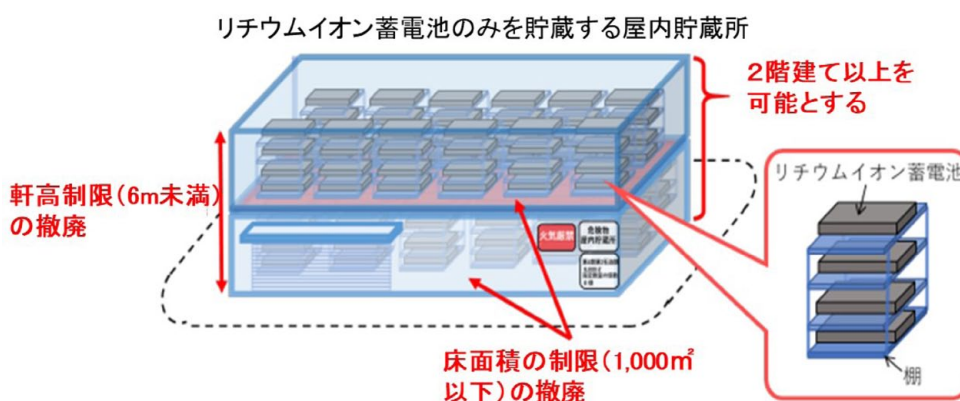 リチウムイオン蓄電池のみを貯蔵する屋内貯蔵所
２階建て以上を
可能とする
軒高制限（6m未満）
の撤廃
リチウムイオン蓄電池
火気厳禁
危険物
屋内貯蔵所
床面積の制限（1,000㎡
以下）の撤廃
棚